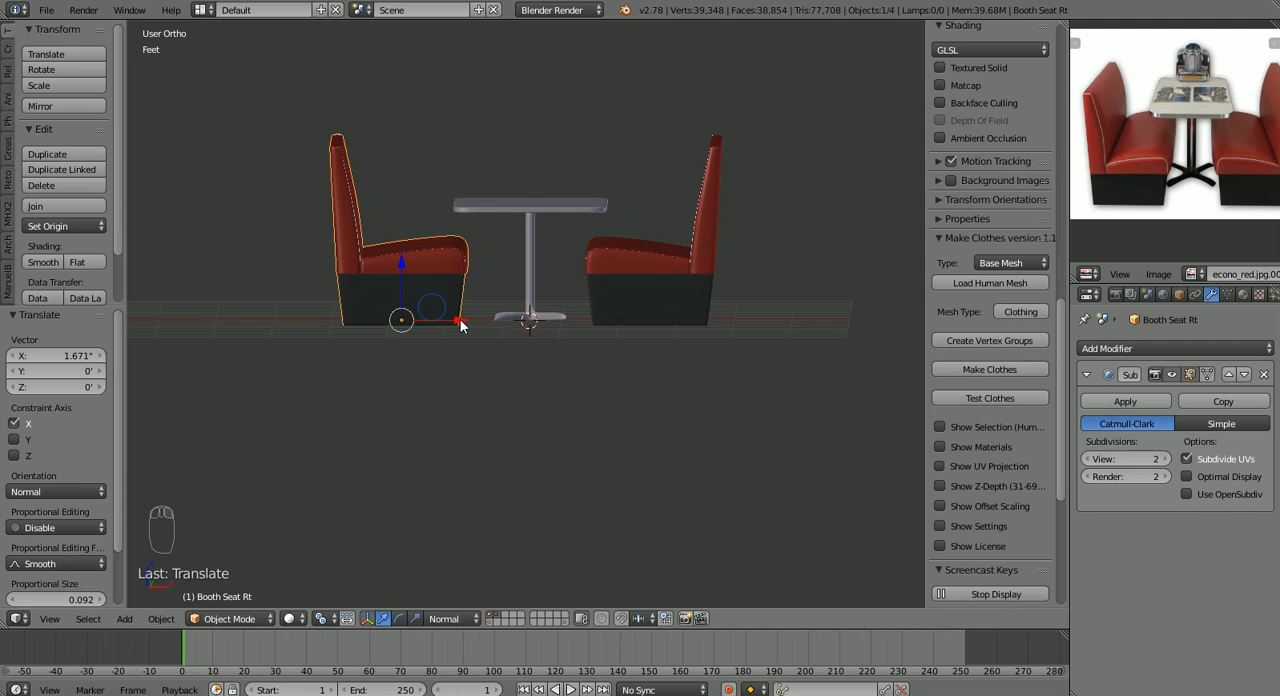 File Render Window Help Default Scene Blender Render v2.78 | Verts:39,348 | Faces:38,854 | Tris:77,708 | Objects:1/4 | Lamps:0/0 | Mem:39.68M | Booth Seat Rt
Transform
Translate
Rotate
Scale
Mirror
Edit
Duplicate
Duplicate Linked
Delete
Join
Set Origin
Shading:
Smooth Flat
Data Transfer:
Data Data La
Translate
Vector
X: 1.671"
Y: 0'
Z: 0'
Constraint Axis
X
Y
Z
Orientation
Normal
Proportional Editing
Disable
Proportional Editing F...
Smooth
Proportional Size
0.092
T
Cr
Rel
Ani
Ph
Greas
Reto
MHX2
Arch
ManuelB
User Ortho
Feet
Last: Translate
(1) Booth Seat Rt
Shading
GLSL
Textured Solid
Matcap
Backface Culling
Depth Of Field
Ambient Occlusion
Motion Tracking
Background Images
Transform Orientations
Properties
Make Clothes version 1.1
Type: Base Mesh
Load Human Mesh
Mesh Type: Clothing
Create Vertex Groups
Make Clothes
Test Clothes
Show Selection (Hum...
Show Materials
Show UV Projection
Show Z-Depth (31-69...
Show Offset Scaling
Show Settings
Show License
Screencast Keys
Stop Display
View Image econo_red.jpg.00
Booth Seat Rt
Add Modifier
Sub
Apply Copy
Catmull-Clark Simple
Subdivisions: Options:
View: 2 Subdivide UVs
Render: 2 Optimal Display
Use OpenSubdiv
View Select Add Object Object Mode Normal
-50 -40 -30 -20 -10 0 10 20 30 40 50 60 70 80 90 100 110 120 130 140 150 160 170 180 190 200 210 220 230 240 250 260 270 280
View Marker Frame Playback Start: 1 End: 250 1 No Sync